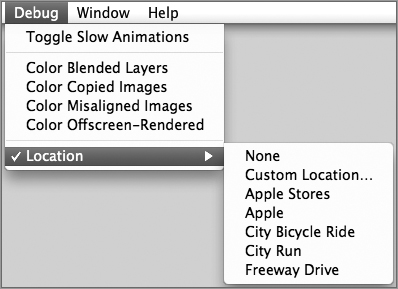 Debug Window Help
Toggle Slow Animations
Color Blended Layers
Color Copied Images
Color Misaligned Images
Color Offscreen-Rendered
✓ Location ▶
None
Custom Location...
Apple Stores
Apple
City Bicycle Ride
City Run
Freeway Drive